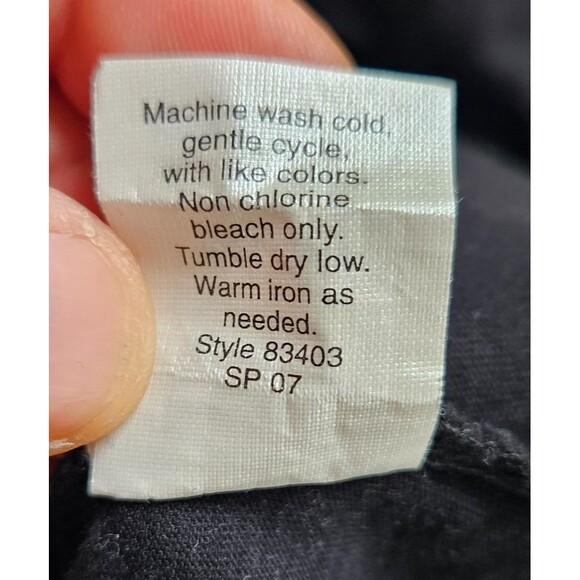 Machine wash cold,
gentle cycle,
with like colors.
Non chlorine
bleach only.
Tumble dry low.
Warm iron as
needed.
Style 83403
SP 07